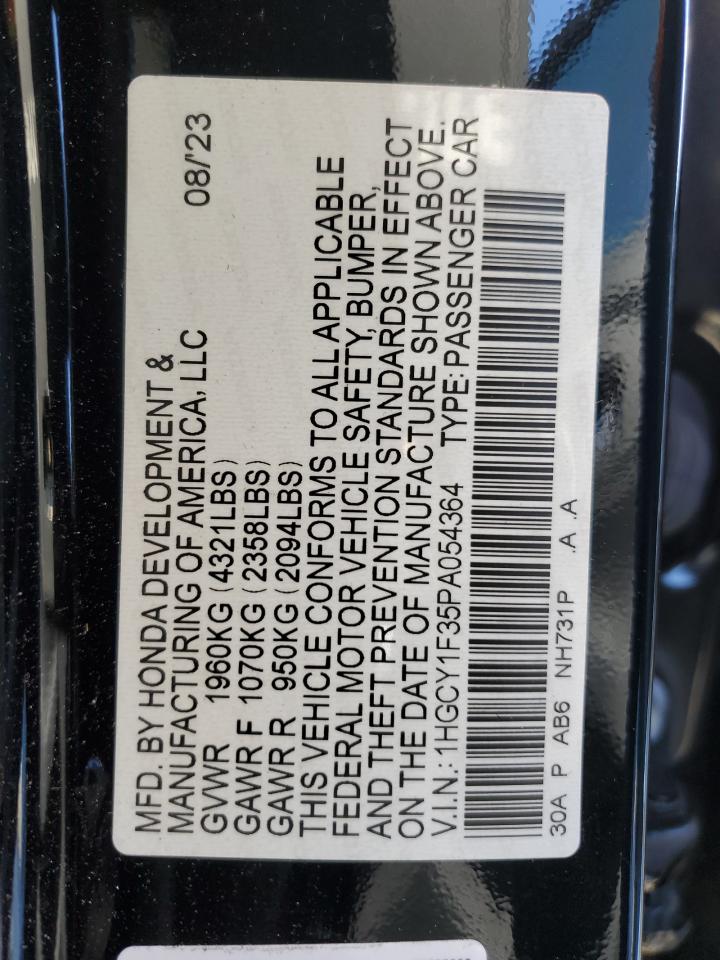 MFD. BY HONDA DEVELOPMENT &
MANUFACTURING OF AMERICA, LLC 08/'23
GVWR 1960KG (4321LBS)
GAWR F 1070KG (2358LBS)
GAWR R 950KG (2094LBS)
THIS VEHICLE CONFORMS TO ALL APPLICABLE
FEDERAL MOTOR VEHICLE SAFETY, BUMPER,
AND THEFT PREVENTION STANDARDS IN EFFECT
ON THE DATE OF MANUFACTURE SHOWN ABOVE.
V.I.N.: 1HGCY1F35PA054364 TYPE: PASSENGER CAR
30A P AB6 NH731P .A .A